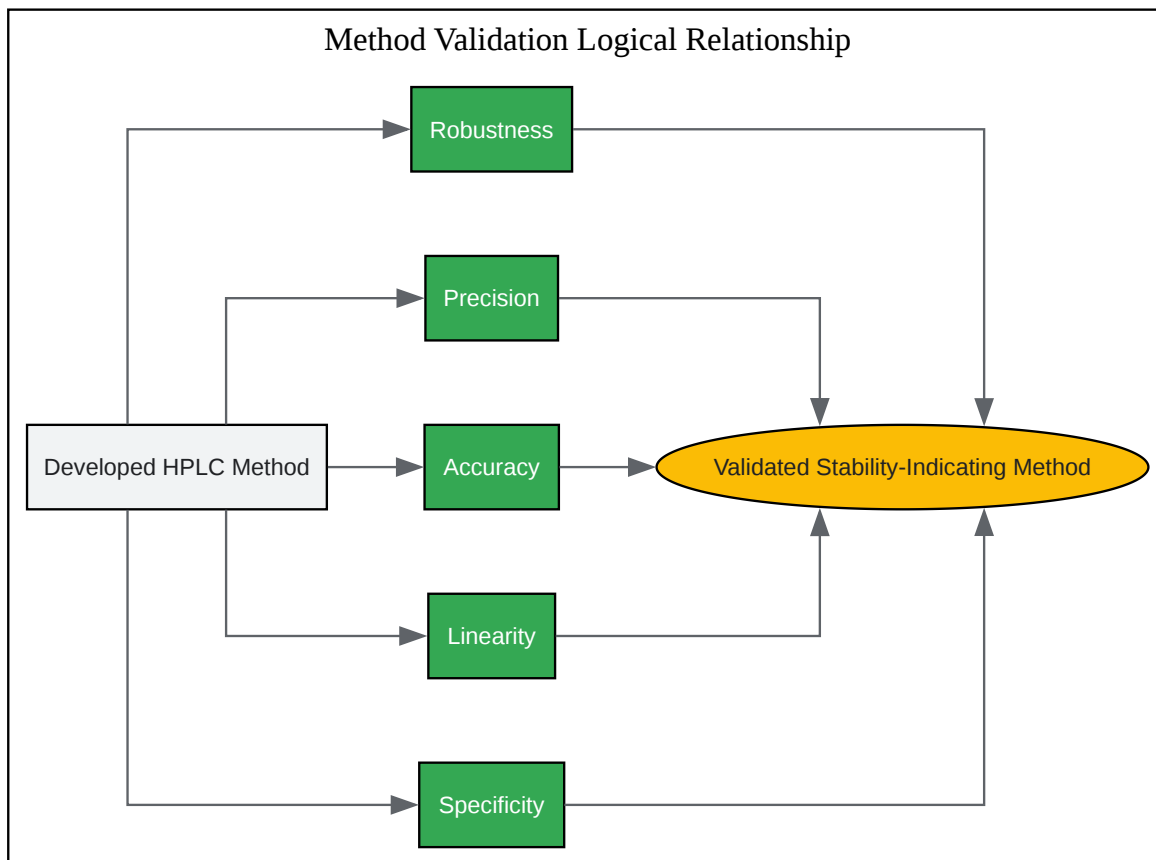 Method Validation Logical Relationship
Robustness
Precision
Developed HPLC Method
Accuracy
Validated Stability-Indicating Method
Linearity
Specificity